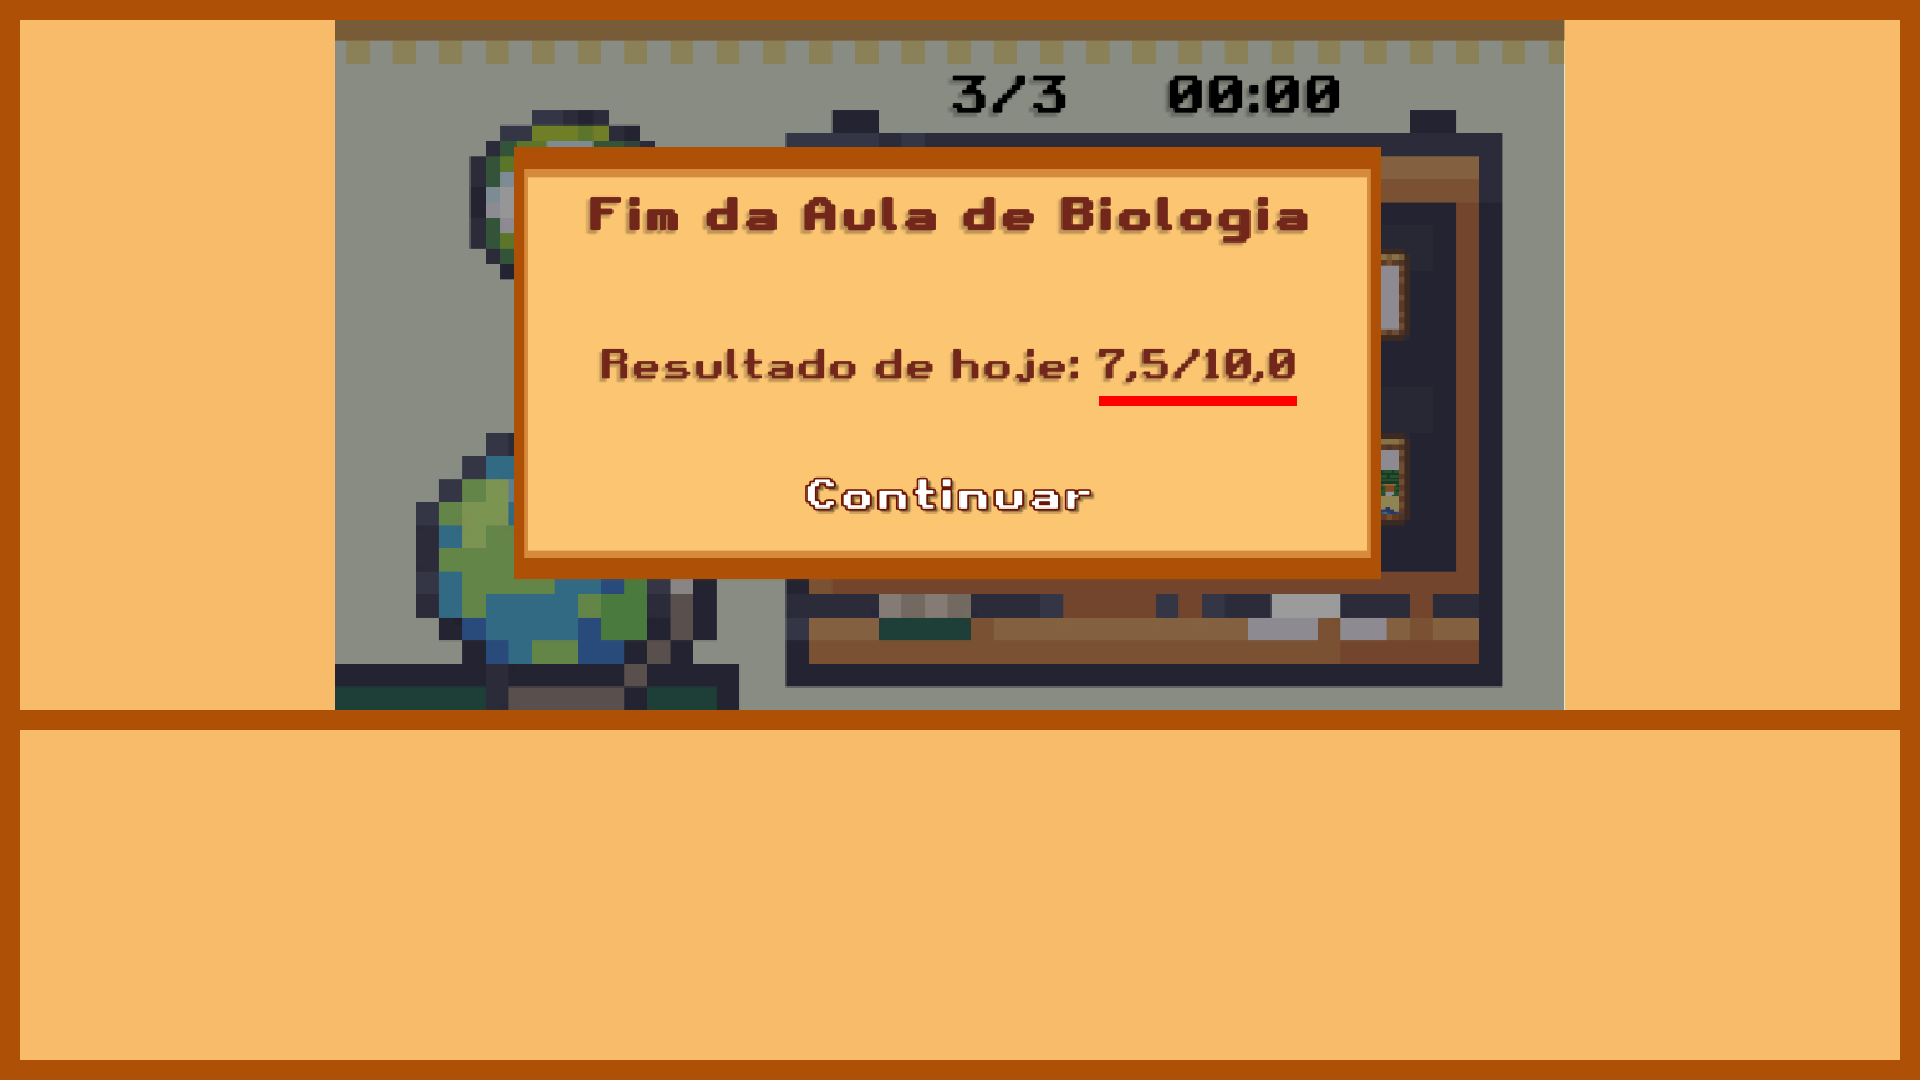 3/3 00:00
Fim da Aula de Biologia
Resultado de hoje: 7,5/10,0
Continuar